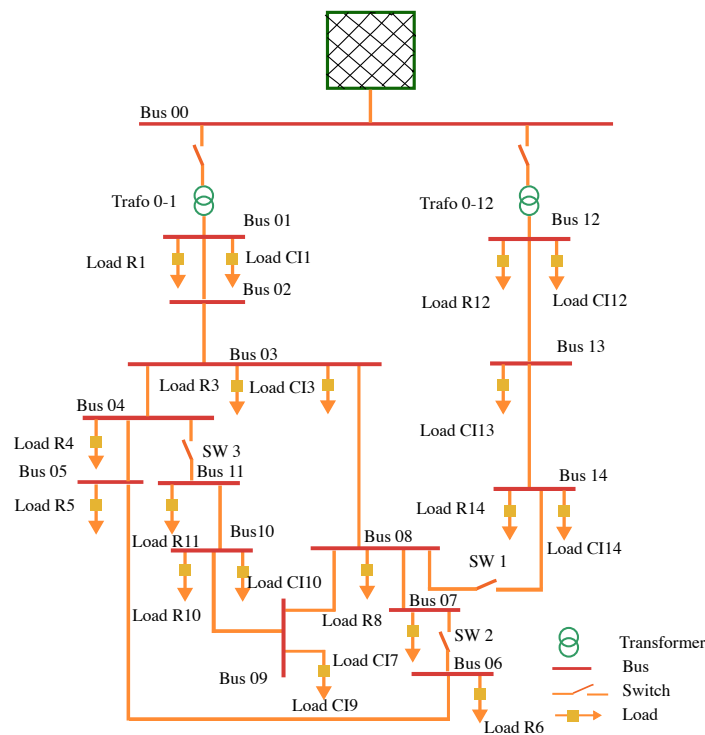 Bus 00
Trafo 0-1
Trafo 0-12
Bus 01
Bus 12
Load R1
Load CI1
Bus 02
Load R12
Load CI12
Bus 03
Bus 13
Load R3
Load CI3
Bus 04
Load CI13
Load R4
SW 3
Bus 05
Bus 11
Bus 14
Load R5
Load R14
Load R11
Bus10
Bus 08
Load CI14
SW 1
Load CI10
Load R10
Load R8
Bus 07
SW 2
Load CI7
Bus 06
Bus 09
Load CI9
Load R6
Transformer
Bus
Switch
Load